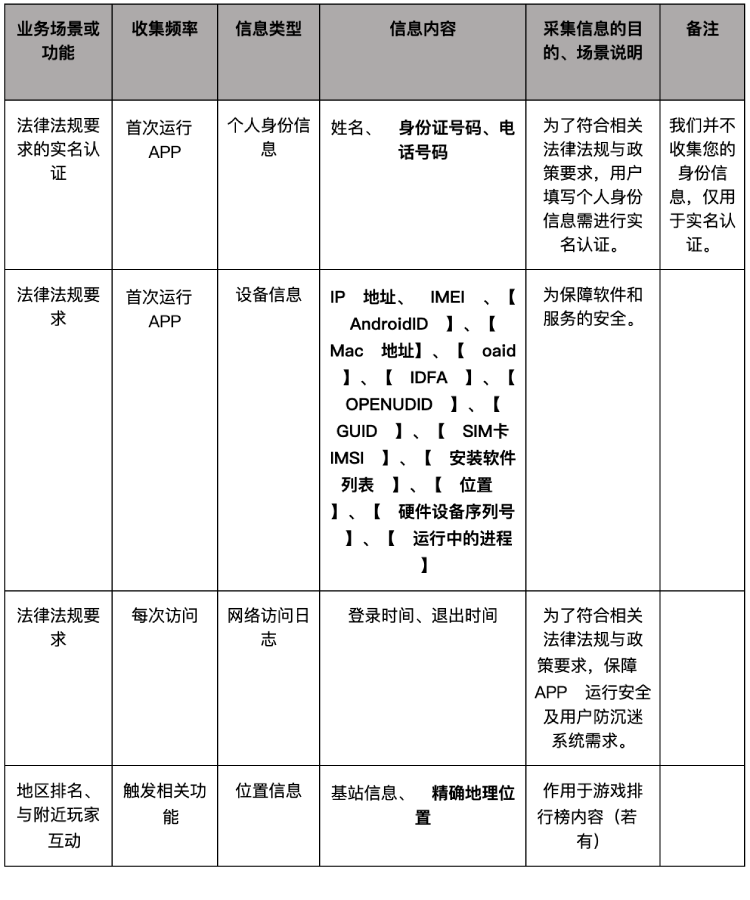 业务场景或
功能
收集频率
信息类型
信息内容
采集信息的目
的、场景说明
备注
法律法规要
求的实名认
证
首次运行
APP
个人身份信
息
姓名、 身份证号码、电
话号码
为了符合相关
法律法规与政
策要求，用户
填写个人身份
信息需进行实
名认证。
我们并不
收集您的
身份信
息，仅用
于实名认
证。
法律法规要
求
首次运行
APP
设备信息
IP 地址、 IMEI 、【
AndroidID 】、【
Mac 地址】、【 oaid
】、【 IDFA 】、【
OPENUDID 】、【
GUID 】、【 SIM卡
IMSI 】、【 安装软件
列表 】、【 位置
】、【 硬件设备序列号
】、【 运行中的进程
】
为保障软件和
服务的安全。
法律法规要
求
每次访问
网络访问日
志
登录时间、退出时间
为了符合相关
法律法规与政
策要求，保障
APP 运行安全
及用户防沉迷
系统需求。
地区排名、
与附近玩家
互动
触发相关功
能
位置信息
基站信息、 精确地理位
置
作用于游戏排
行榜内容（若
有）